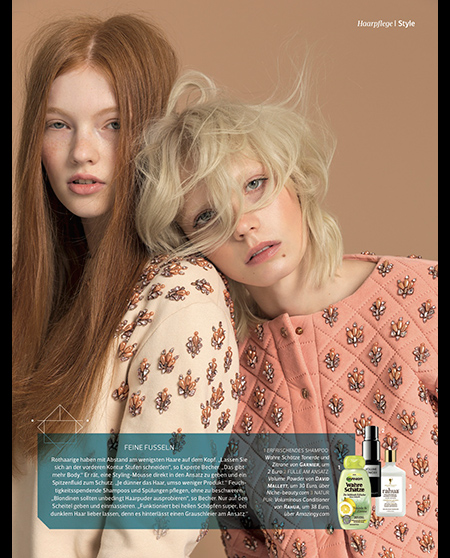 Haarpflege | Style
FEINE FUSSELN
Rothaarige haben mit Abstand am wenigsten Haare auf dem Kopf. „Lassen Sie
sich an der vorderen Kontur Stufen schneiden“, so Experte Becher. „Das gibt
mehr Body.“ Er rät, eine Styling-Mousse direkt in den Ansatz zu geben und ein
Spitzenfluid zum Schluss. „Je dünner das Haar, umso weniger Produkt.“ Feuch-
tigkeitsspendende Shampoos und Spülungen pflegen, ohne zu beschweren.
„Blondinen sollten unbedingt Haarpuder ausprobieren“, so Becher. Nur auf den
Scheitel geben und einmassieren. „Funktioniert bei hellen Schöpfen super, bei
dunklem Haar lieber lassen, denn es hinterlässt einen Grauschleier am Ansatz.“
1 ERFRISCHENDES SHAMPOO
Wahre Schätze Tonerde und
Zitrone von GARNIER, um
2 Euro 2 FÜLLE AM ANSATZ
Volume Powder von DAVID
MALLETT, um 30 Euro, über
Niche-beauty.com 3 NATUR
PUR Voluminous Conditioner
von RAHUA, um 38 Euro,
über Amazingy.com
GARNIER
Wahre
Schätze
rahua